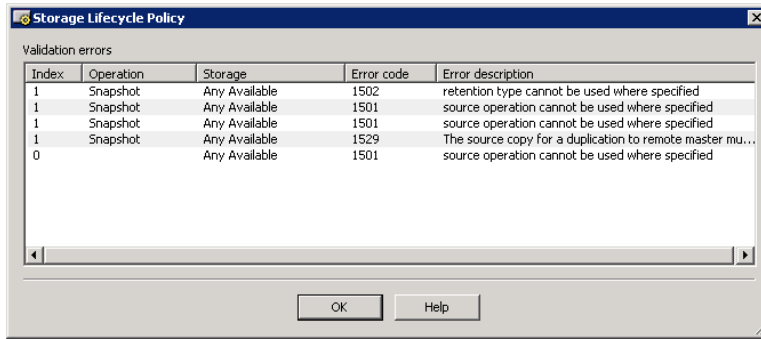 Storage Lifecycle Policy
Validation errors
Index Operation Storage Error code Error description
1 Snapshot Any Available 1502 retention type cannot be used where specified
1 Snapshot Any Available 1501 source operation cannot be used where specified
1 Snapshot Any Available 1501 source operation cannot be used where specified
1 Snapshot Any Available 1529 The source copy for a duplication to remote master mu...
0 Any Available 1501 source operation cannot be used where specified
OK Help